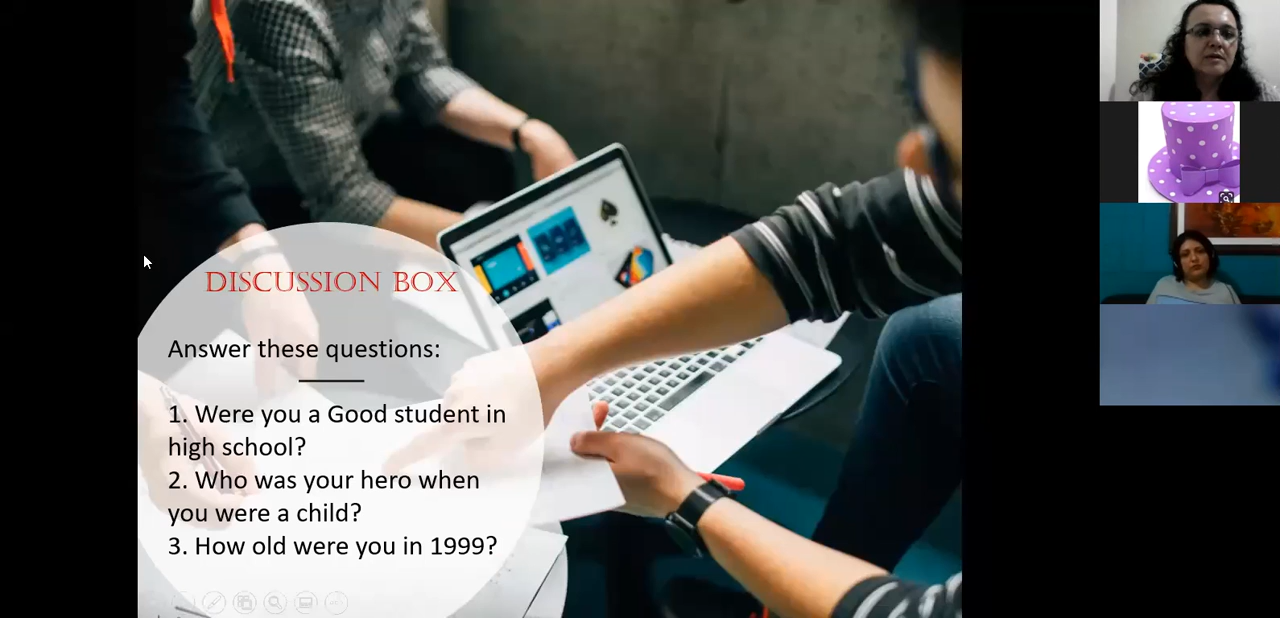 DISCUSSION BOX
Answer these questions:
1. Were you a Good student in
high school?
2. Who was your hero when
you were a child?
3. How old were you in 1999?